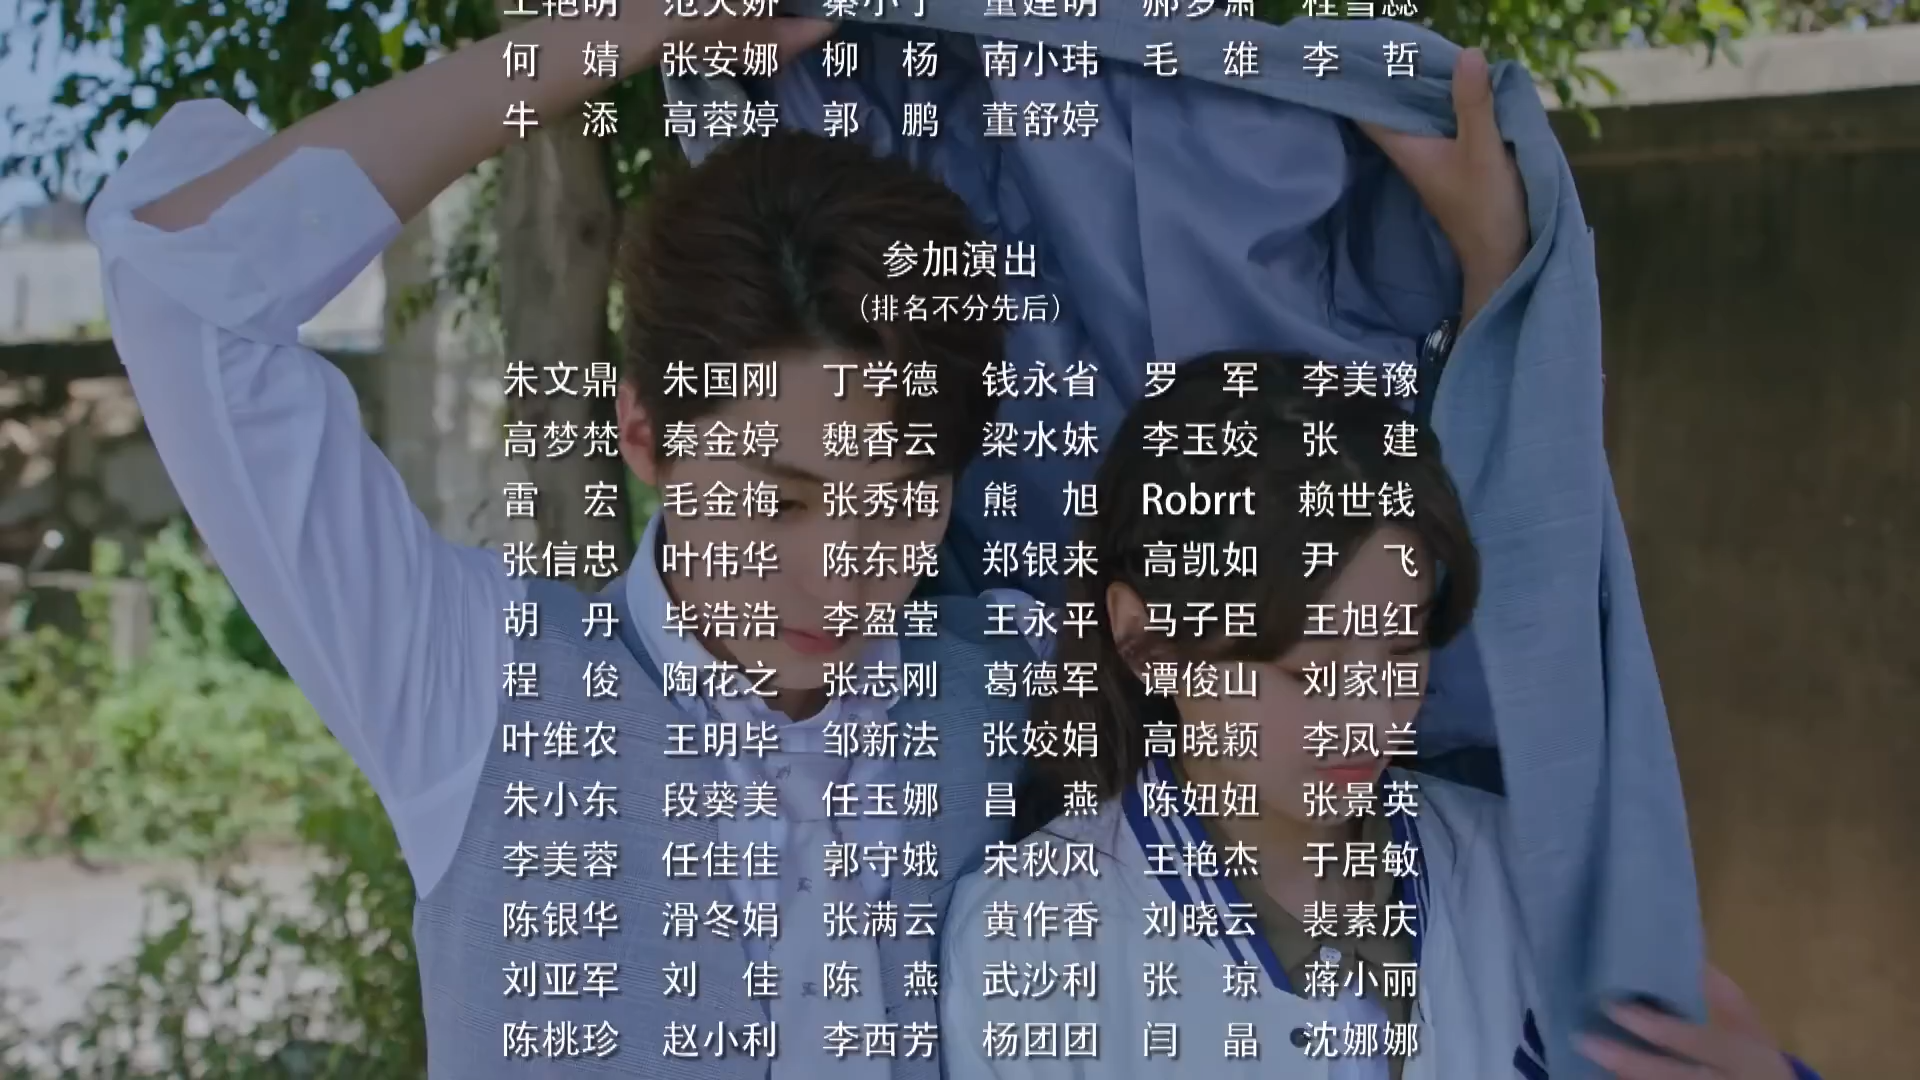 何 婧 张安娜 柳 杨 南小玮 毛 雄 李 哲
牛 添 高蓉婷 郭 鹏 董舒婷
参加演出
（排名不分先后）
朱文鼎 朱国刚 丁学德 钱永省 罗 军 李美豫
高梦梵 秦金婷 魏香云 梁水妹 李玉姣 张 建
雷 宏 毛金梅 张秀梅 熊 旭 Robrrt 赖世钱
张信忠 叶伟华 陈东晓 郑银来 高凯如 尹 飞
胡 丹 毕浩浩 李盈莹 王永平 马子臣 王旭红
程 俊 陶花之 张志刚 葛德军 谭俊山 刘家恒
叶维农 王明毕 邹新法 张姣娟 高晓颖 李凤兰
朱小东 段葵美 任玉娜 昌 燕 陈妞妞 张景英
李美蓉 任佳佳 郭守娥 宋秋风 王艳杰 于居敏
陈银华 滑冬娟 张满云 黄作香 刘晓云 裴素庆
刘亚军 刘 佳 陈 燕 武沙利 张 琼 蒋小丽
陈桃珍 赵小利 李西芳 杨团团 闫 晶 沈娜娜